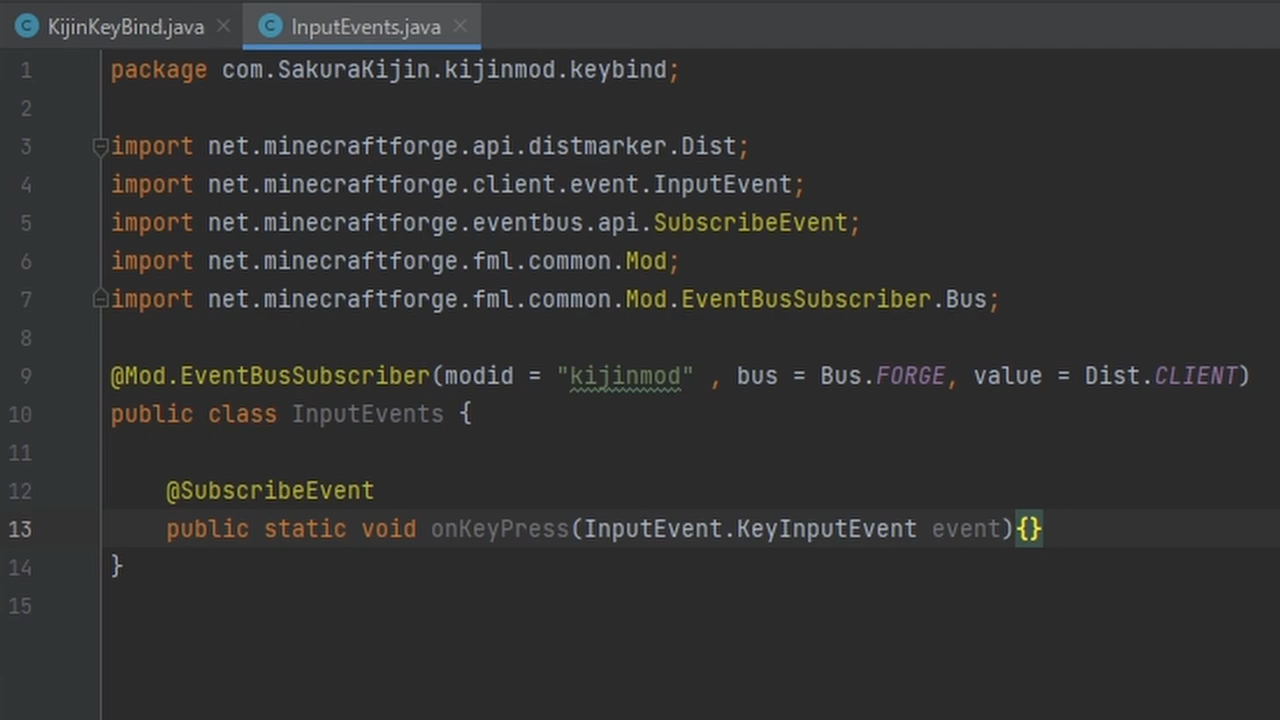 KijinKeyBind.java InputEvents.java
1 package com.SakuraKijin.kijinmod.keybind;
2
3 import net.minecraftforge.api.distmarker.Dist;
4 import net.minecraftforge.client.event.InputEvent;
5 import net.minecraftforge.eventbus.api.SubscribeEvent;
6 import net.minecraftforge.fml.common.Mod;
7 import net.minecraftforge.fml.common.Mod.EventBusSubscriber.Bus;
8
9 @Mod.EventBusSubscriber(modid = "kijinmod" , bus = Bus.FORGE, value = Dist.CLIENT)
10 public class InputEvents {
11
12 @SubscribeEvent
13 public static void onKeyPress(InputEvent.KeyInputEvent event){}
14 }
15